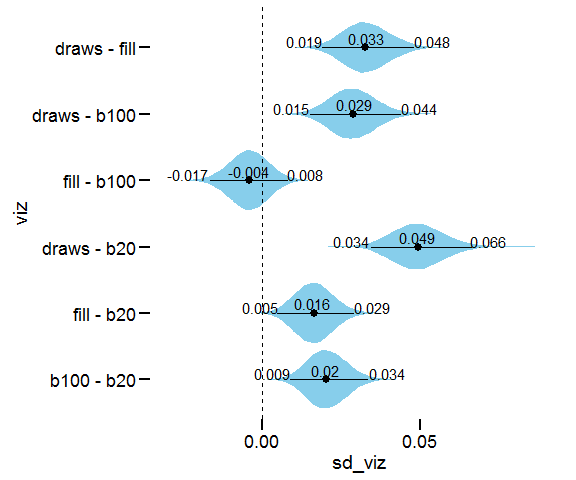 draws - fill
0.019 0.033 0.048
draws - b100
0.015 0.029 0.044
fill - b100
-0.017 -0.004 0.008
viz
draws - b20
0.034 0.049 0.066
fill - b20
0.005 0.016 0.029
b100 - b20
0.009 0.02 0.034
0.00 0.05
sd_viz